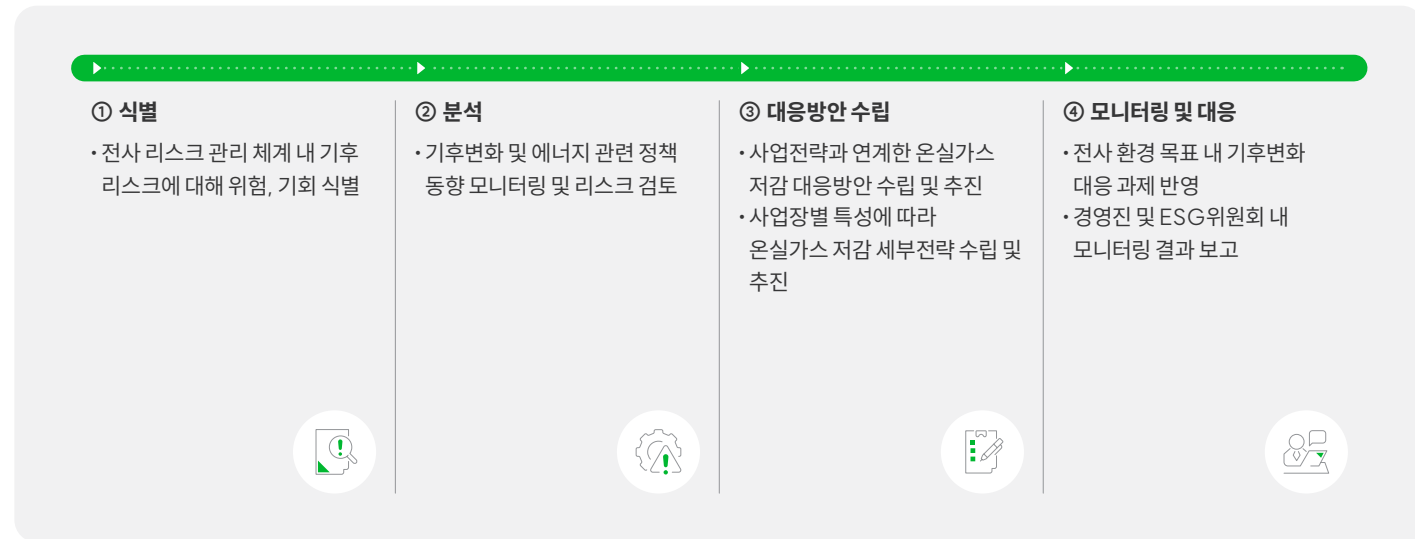 ① 식별
· 전사 리스크 관리 체계 내 기후
리스크에 대해 위험, 기회 식별
② 분석
· 기후변화 및 에너지 관련 정책
동향 모니터링 및 리스크 검토
③ 대응방안 수립
· 사업전략과 연계한 온실가스
저감 대응방안 수립 및 추진
· 사업장별 특성에 따라
온실가스 저감 세부전략 수립 및
추진
④ 모니터링 및 대응
· 전사 환경 목표 내 기후변화
대응 과제 반영
· 경영진 및 ESG위원회 내
모니터링 결과 보고